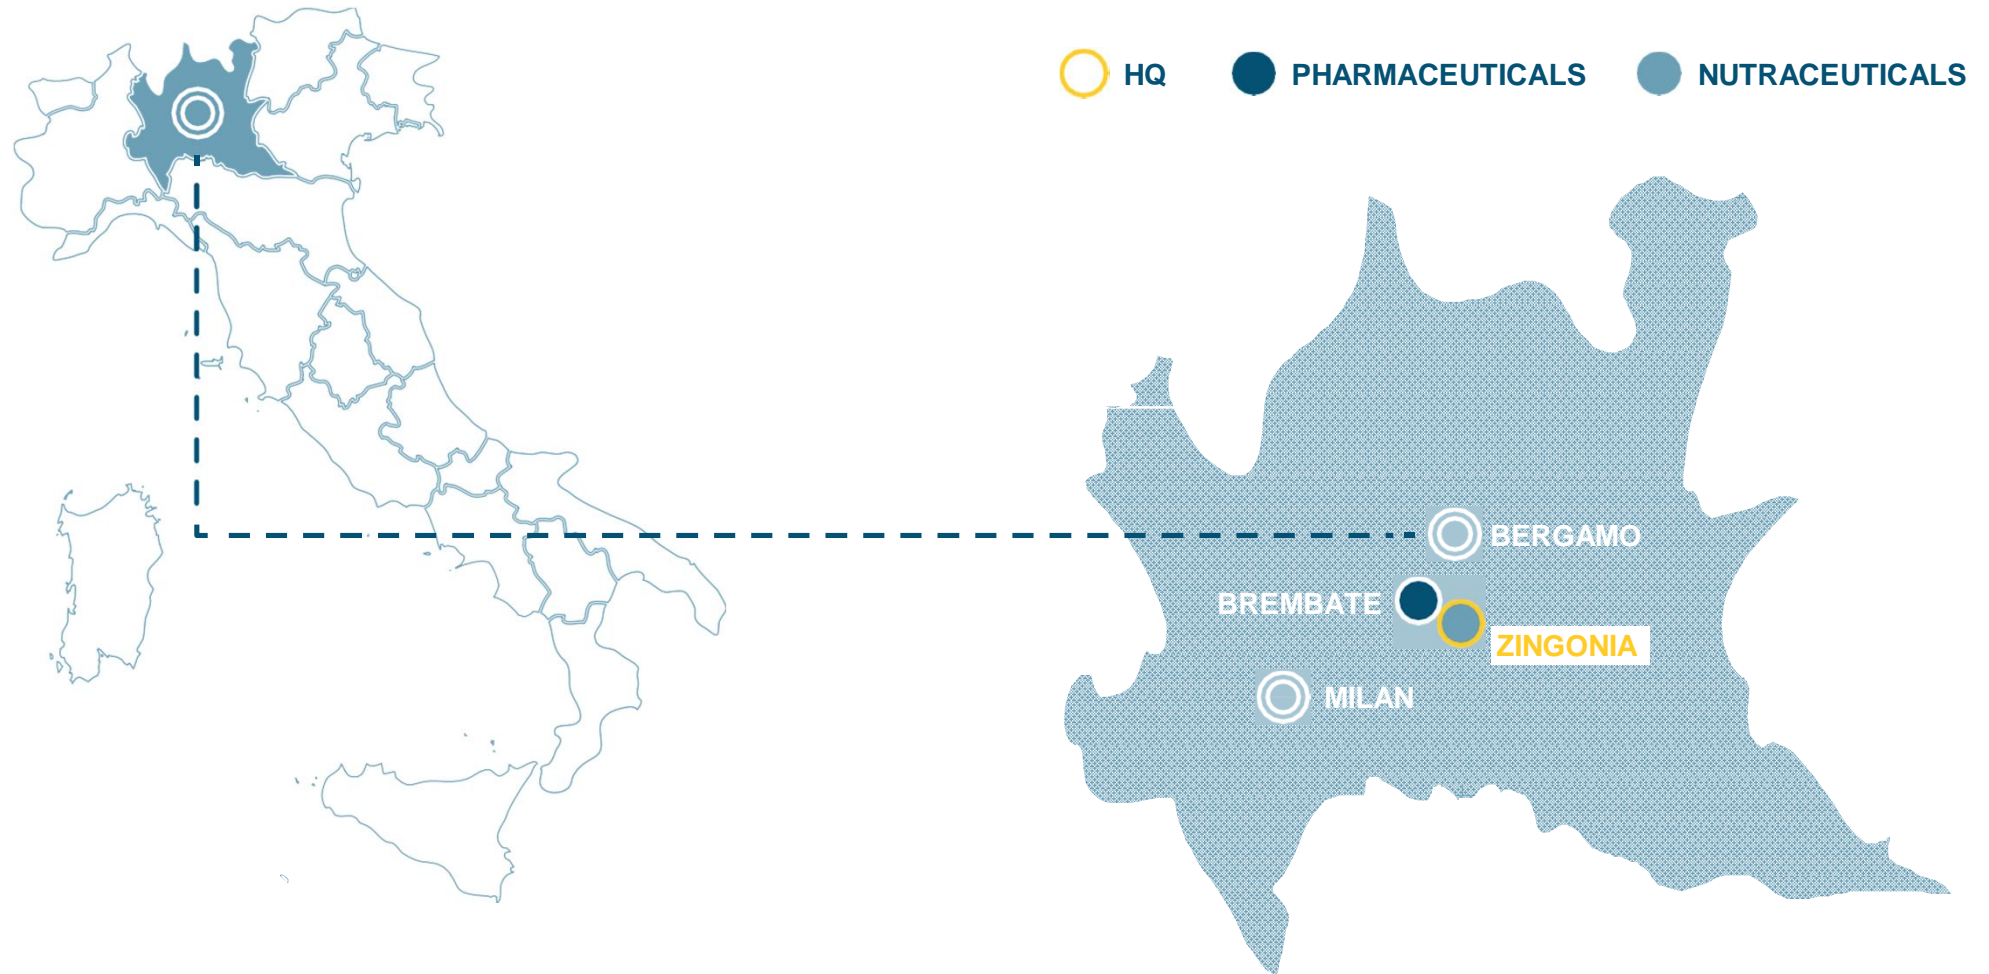 HQ
PHARMACEUTICALS
NUTRACEUTICALS
BERGAMO
BREMBATE
ZINGONIA
MILAN